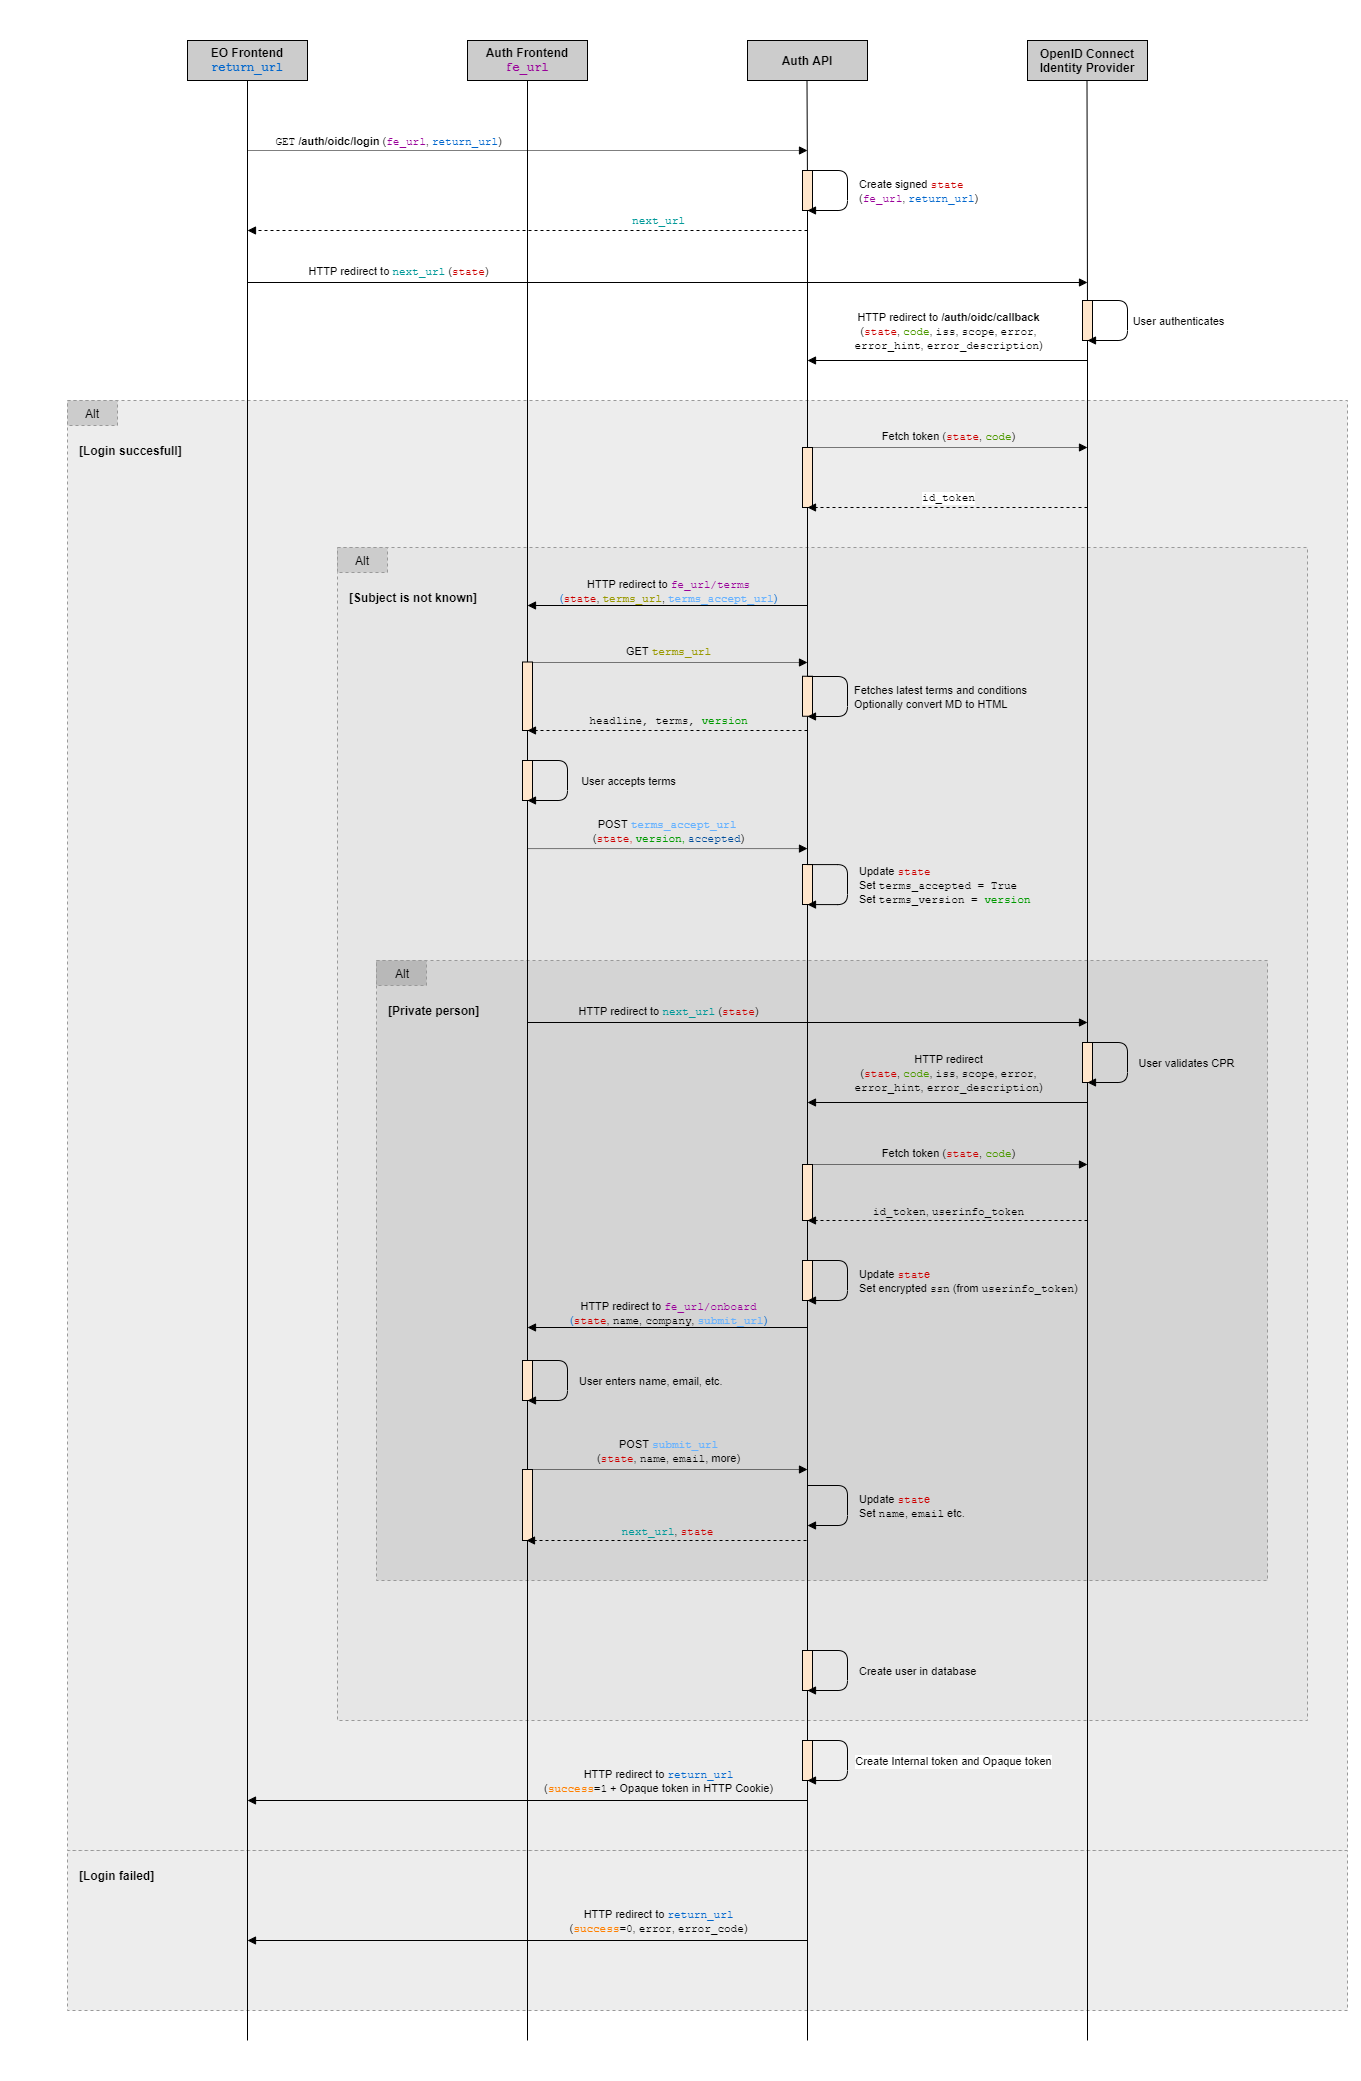 EO Frontend
return_url
Auth Frontend
fe_url
Auth API
OpenID Connect
Identity Provider
GET /auth/oidc/login (fe_url, return_url)
Create signed state
(fe_url, return_url)
next_url
HTTP redirect to next_url (state)
User authenticates
HTTP redirect to /auth/oidc/callback
(state, code, iss, scope, error,
error_hint, error_description)
Alt
[Login succesfull]
Fetch token (state, code)
id_token
Alt
[Subject is not known]
HTTP redirect to fe_url/terms
(state, terms_url, terms_accept_url)
GET terms_url
Fetches latest terms and conditions
Optionally convert MD to HTML
headline, terms, version
User accepts terms
POST terms_accept_url
(state, version, accepted)
Update state
Set terms_accepted = True
Set terms_version = version
Alt
[Private person]
HTTP redirect to next_url (state)
User validates CPR
HTTP redirect
(state, code, iss, scope, error,
error_hint, error_description)
Fetch token (state, code)
id_token, userinfo_token
Update state
Set encrypted ssn (from userinfo_token)
HTTP redirect to fe_url/onboard
(state, name, company, submit_url)
User enters name, email, etc.
POST submit_url
(state, name, email, more)
Update state
Set name, email etc.
next_url, state
Create user in database
Create Internal token and Opaque token
HTTP redirect to return_url
(success=1 + Opaque token in HTTP Cookie)
[Login failed]
HTTP redirect to return_url
(success=0, error, error_code)